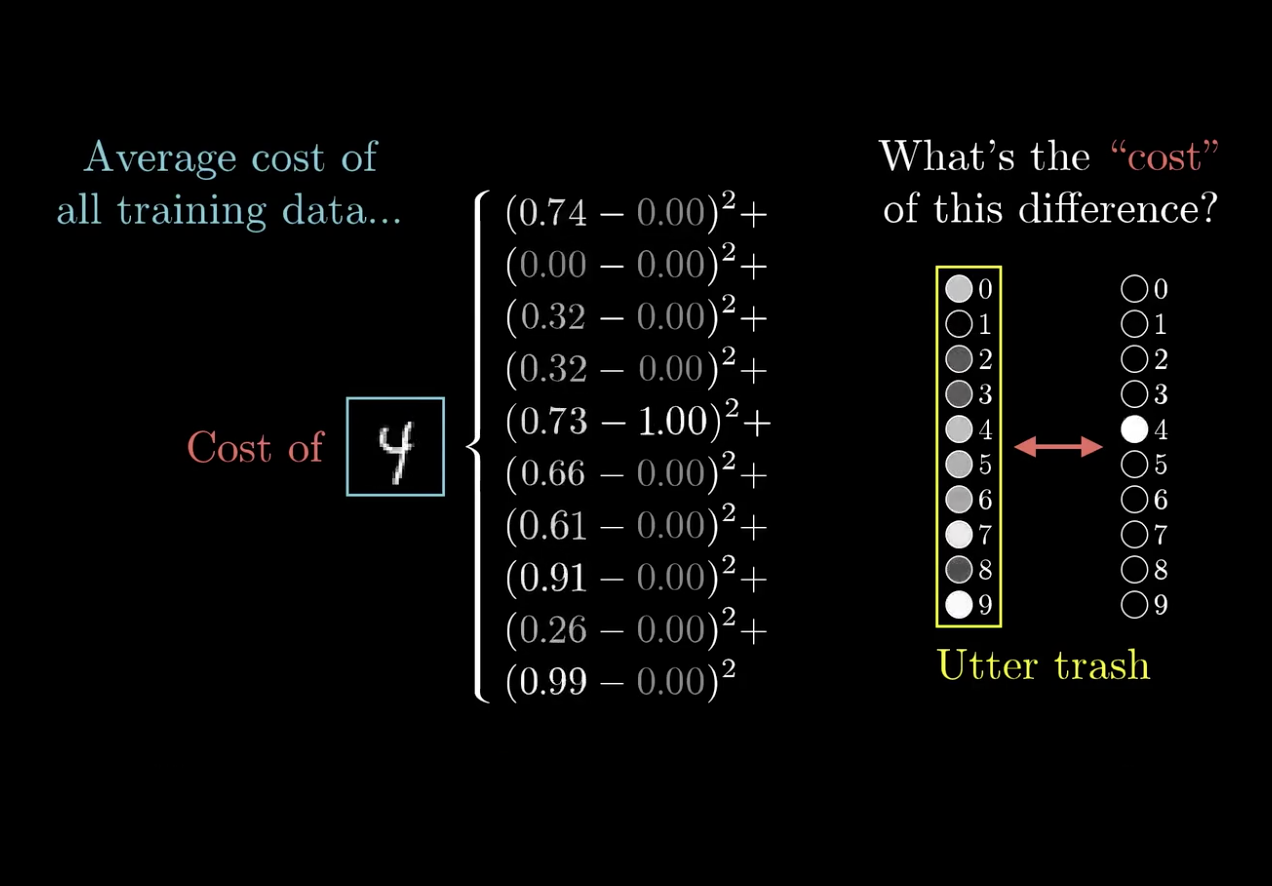 Average cost of
all training data...
What's the “cost”
of this difference?
Cost of
4
(0.74 − 0.00)²+
(0.00 − 0.00)²+
(0.32 − 0.00)²+
(0.32 − 0.00)²+
(0.73 − 1.00)²+
(0.66 − 0.00)²+
(0.61 − 0.00)²+
(0.91 − 0.00)²+
(0.26 − 0.00)²+
(0.99 − 0.00)²
0
1
2
3
4
5
6
7
8
9
0
1
2
3
4
5
6
7
8
9
Utter trash